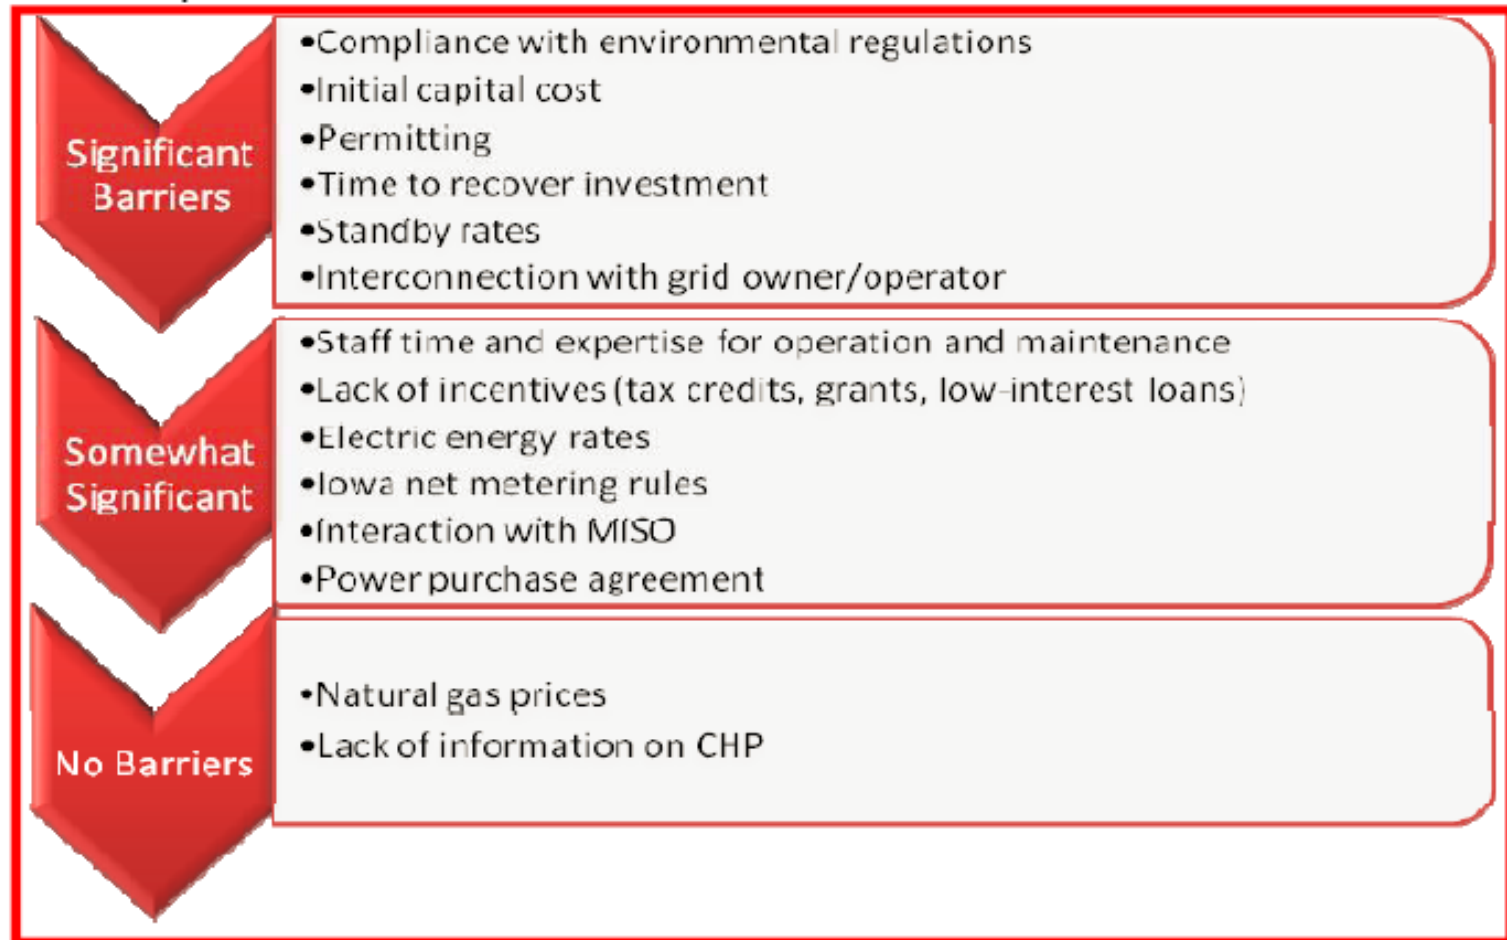 Significant
Barriers
•Compliance with environmental regulations
•Initial capital cost
•Permitting
•Time to recover investment
•Standby rates
•Interconnection with grid owner/operator
Somewhat
Significant
•Staff time and expertise for operation and maintenance
•Lack of incentives (tax credits, grants, low-interest loans)
•Electric energy rates
•Iowa net metering rules
•Interaction with MISO
•Power purchase agreement
No Barriers
•Natural gas prices
•Lack of information on CHP